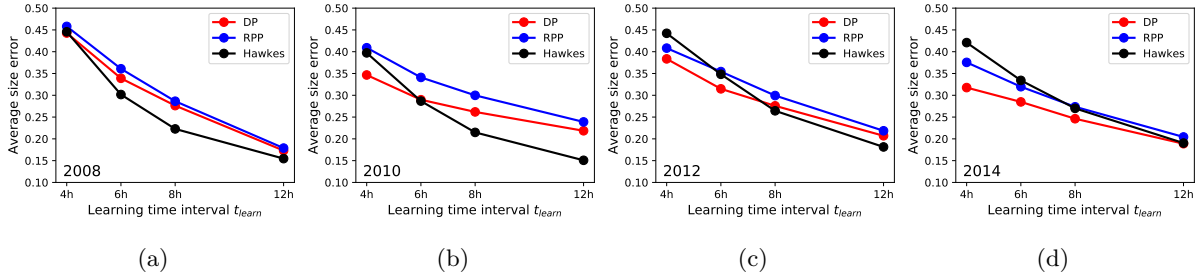 0.50
0.45
0.40
0.35
0.30
0.25
0.20
0.15
0.10
Average size error
DP
RPP
Hawkes
2008
4h 6h 8h 12h
Learning time interval t_learn
(a)
0.50
0.45
0.40
0.35
0.30
0.25
0.20
0.15
0.10
Average size error
DP
RPP
Hawkes
2010
4h 6h 8h 12h
Learning time interval t_learn
(b)
0.50
0.45
0.40
0.35
0.30
0.25
0.20
0.15
0.10
Average size error
DP
RPP
Hawkes
2012
4h 6h 8h 12h
Learning time interval t_learn
(c)
0.50
0.45
0.40
0.35
0.30
0.25
0.20
0.15
0.10
Average size error
DP
RPP
Hawkes
2014
4h 6h 8h 12h
Learning time interval t_learn
(d)